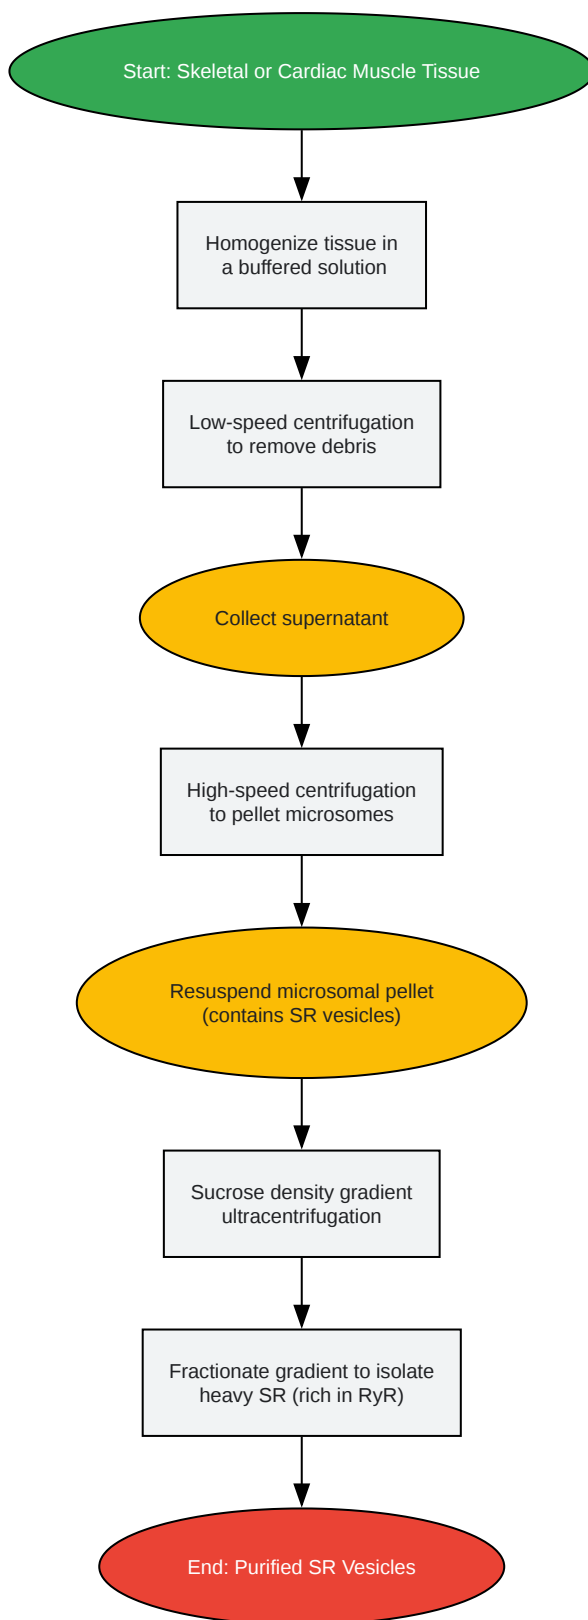 Start: Skeletal or Cardiac Muscle Tissue
Homogenize tissue in
a buffered solution
Low-speed centrifugation
to remove debris
Collect supernatant
High-speed centrifugation
to pellet microsomes
Resuspend microsomal pellet
(contains SR vesicles)
Sucrose density gradient
ultracentrifugation
Fractionate gradient to isolate
heavy SR (rich in RyR)
End: Purified SR Vesicles